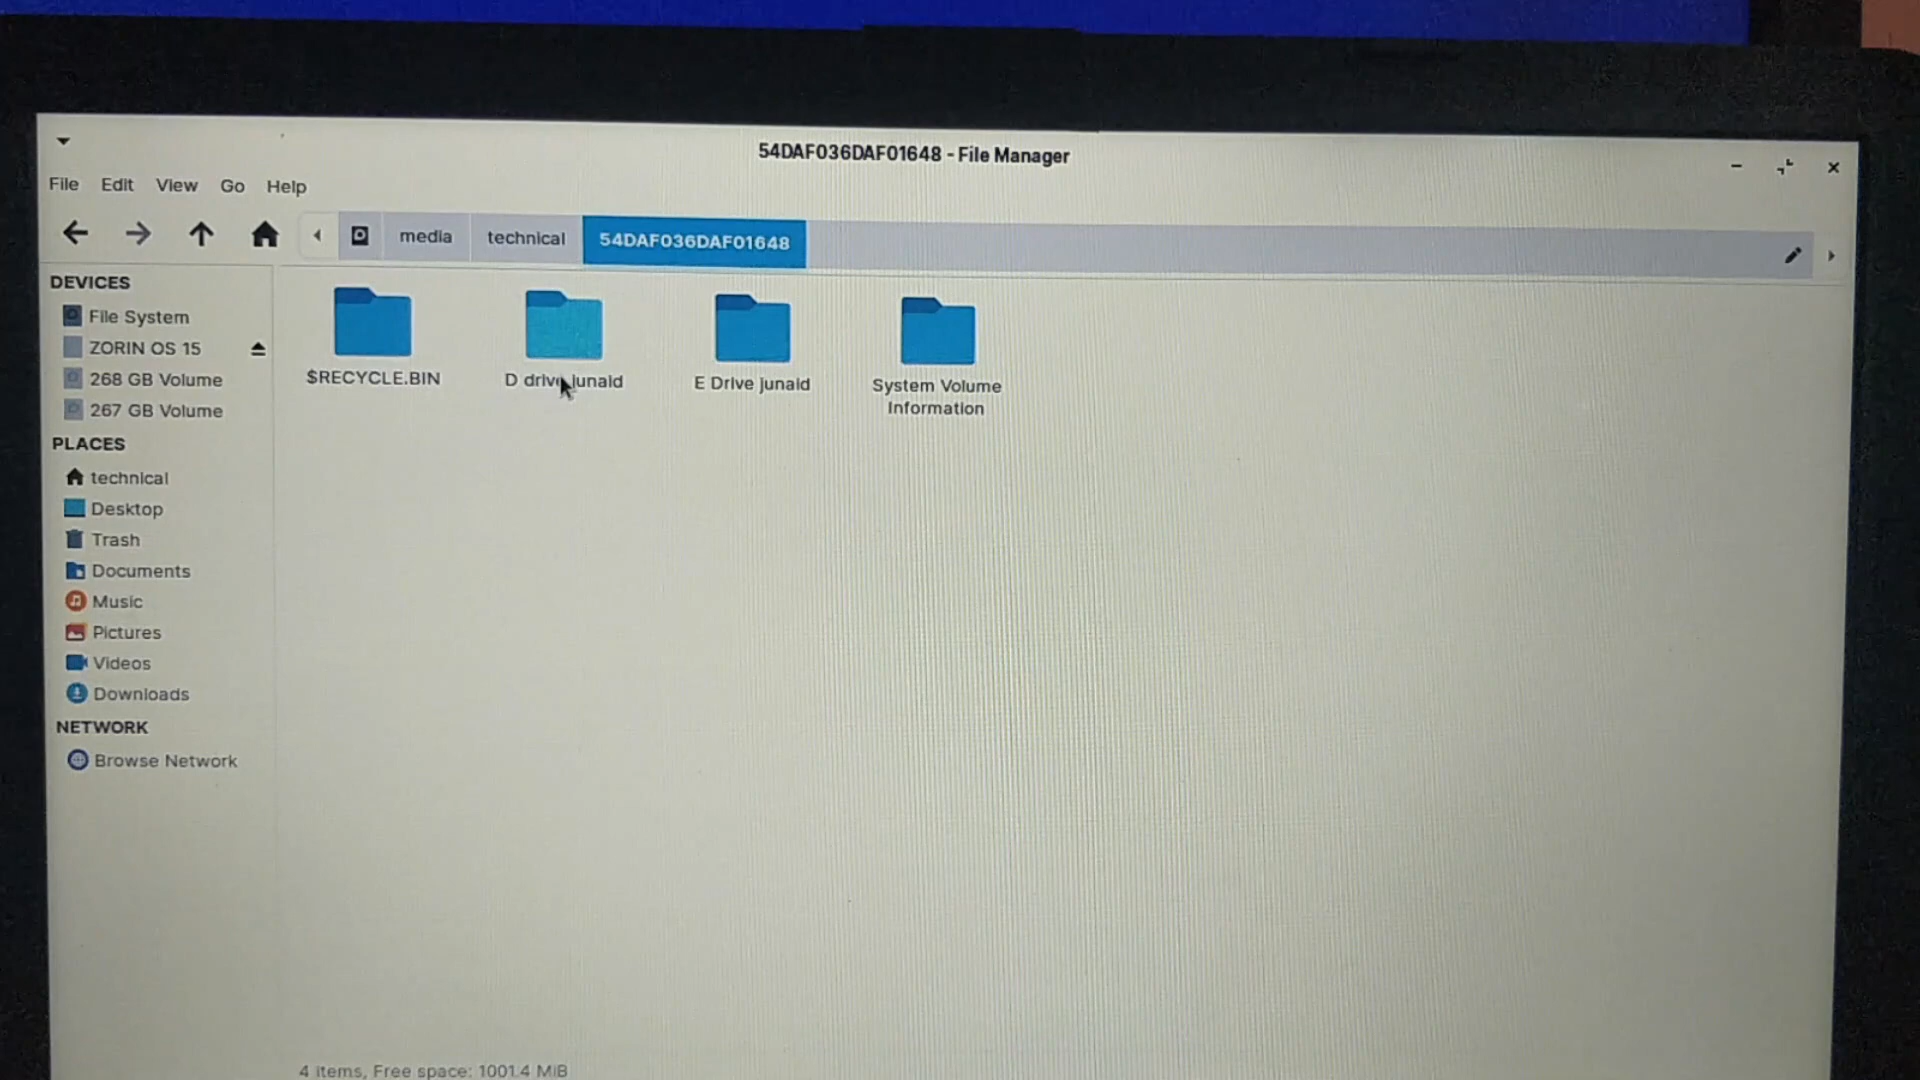 54DAF036DAF01648 - File Manager
File Edit View Go Help
media technical 54DAF036DAF01648
DEVICES
File System
ZORIN OS 15
268 GB Volume
267 GB Volume
PLACES
technical
Desktop
Trash
Documents
Music
Pictures
Videos
Downloads
NETWORK
Browse Network
$RECYCLE.BIN
D drive junaid
E Drive junaid
System Volume
Information
4 items, Free space: 1001.4 MiB